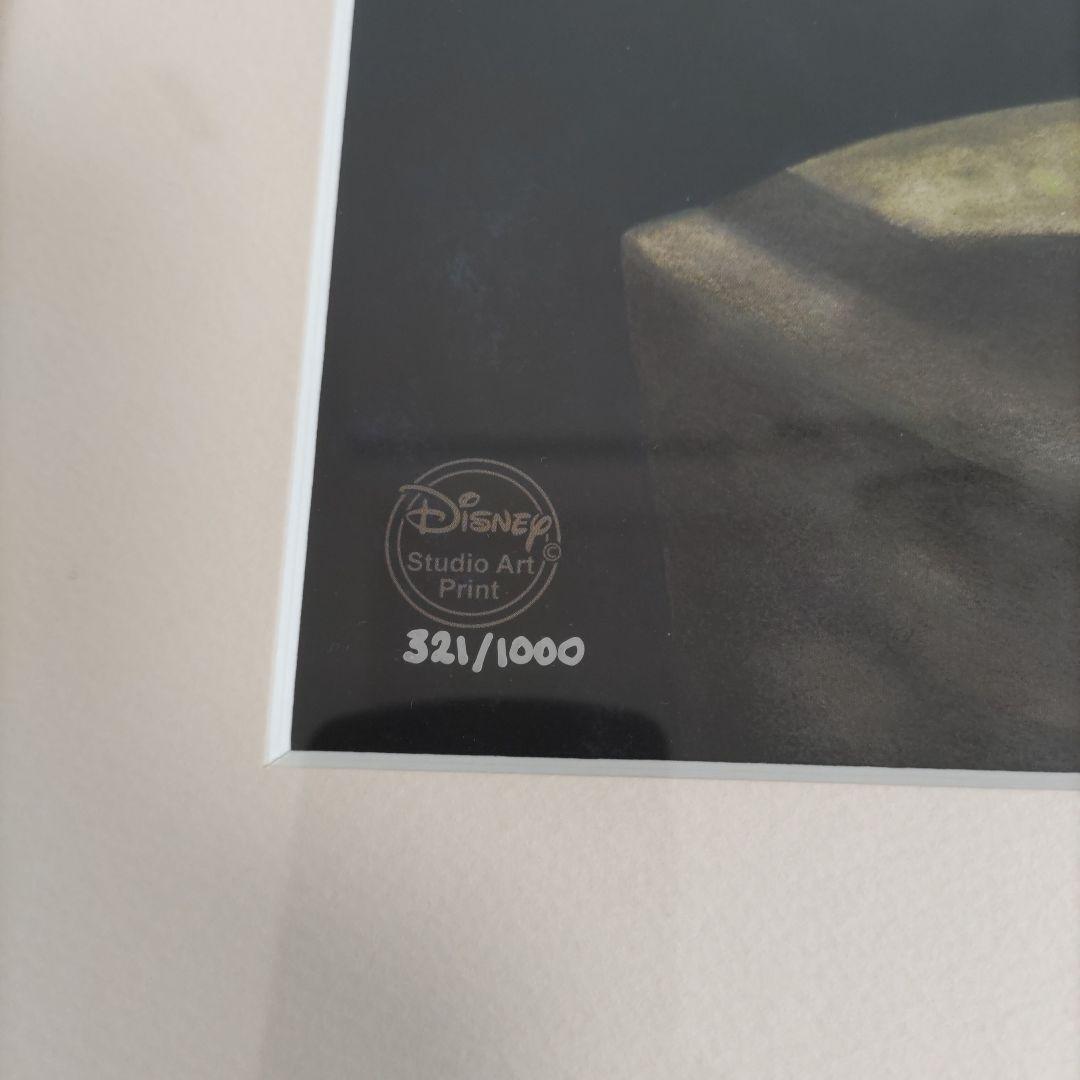 Disney
©
Studio Art
Print
321/1000